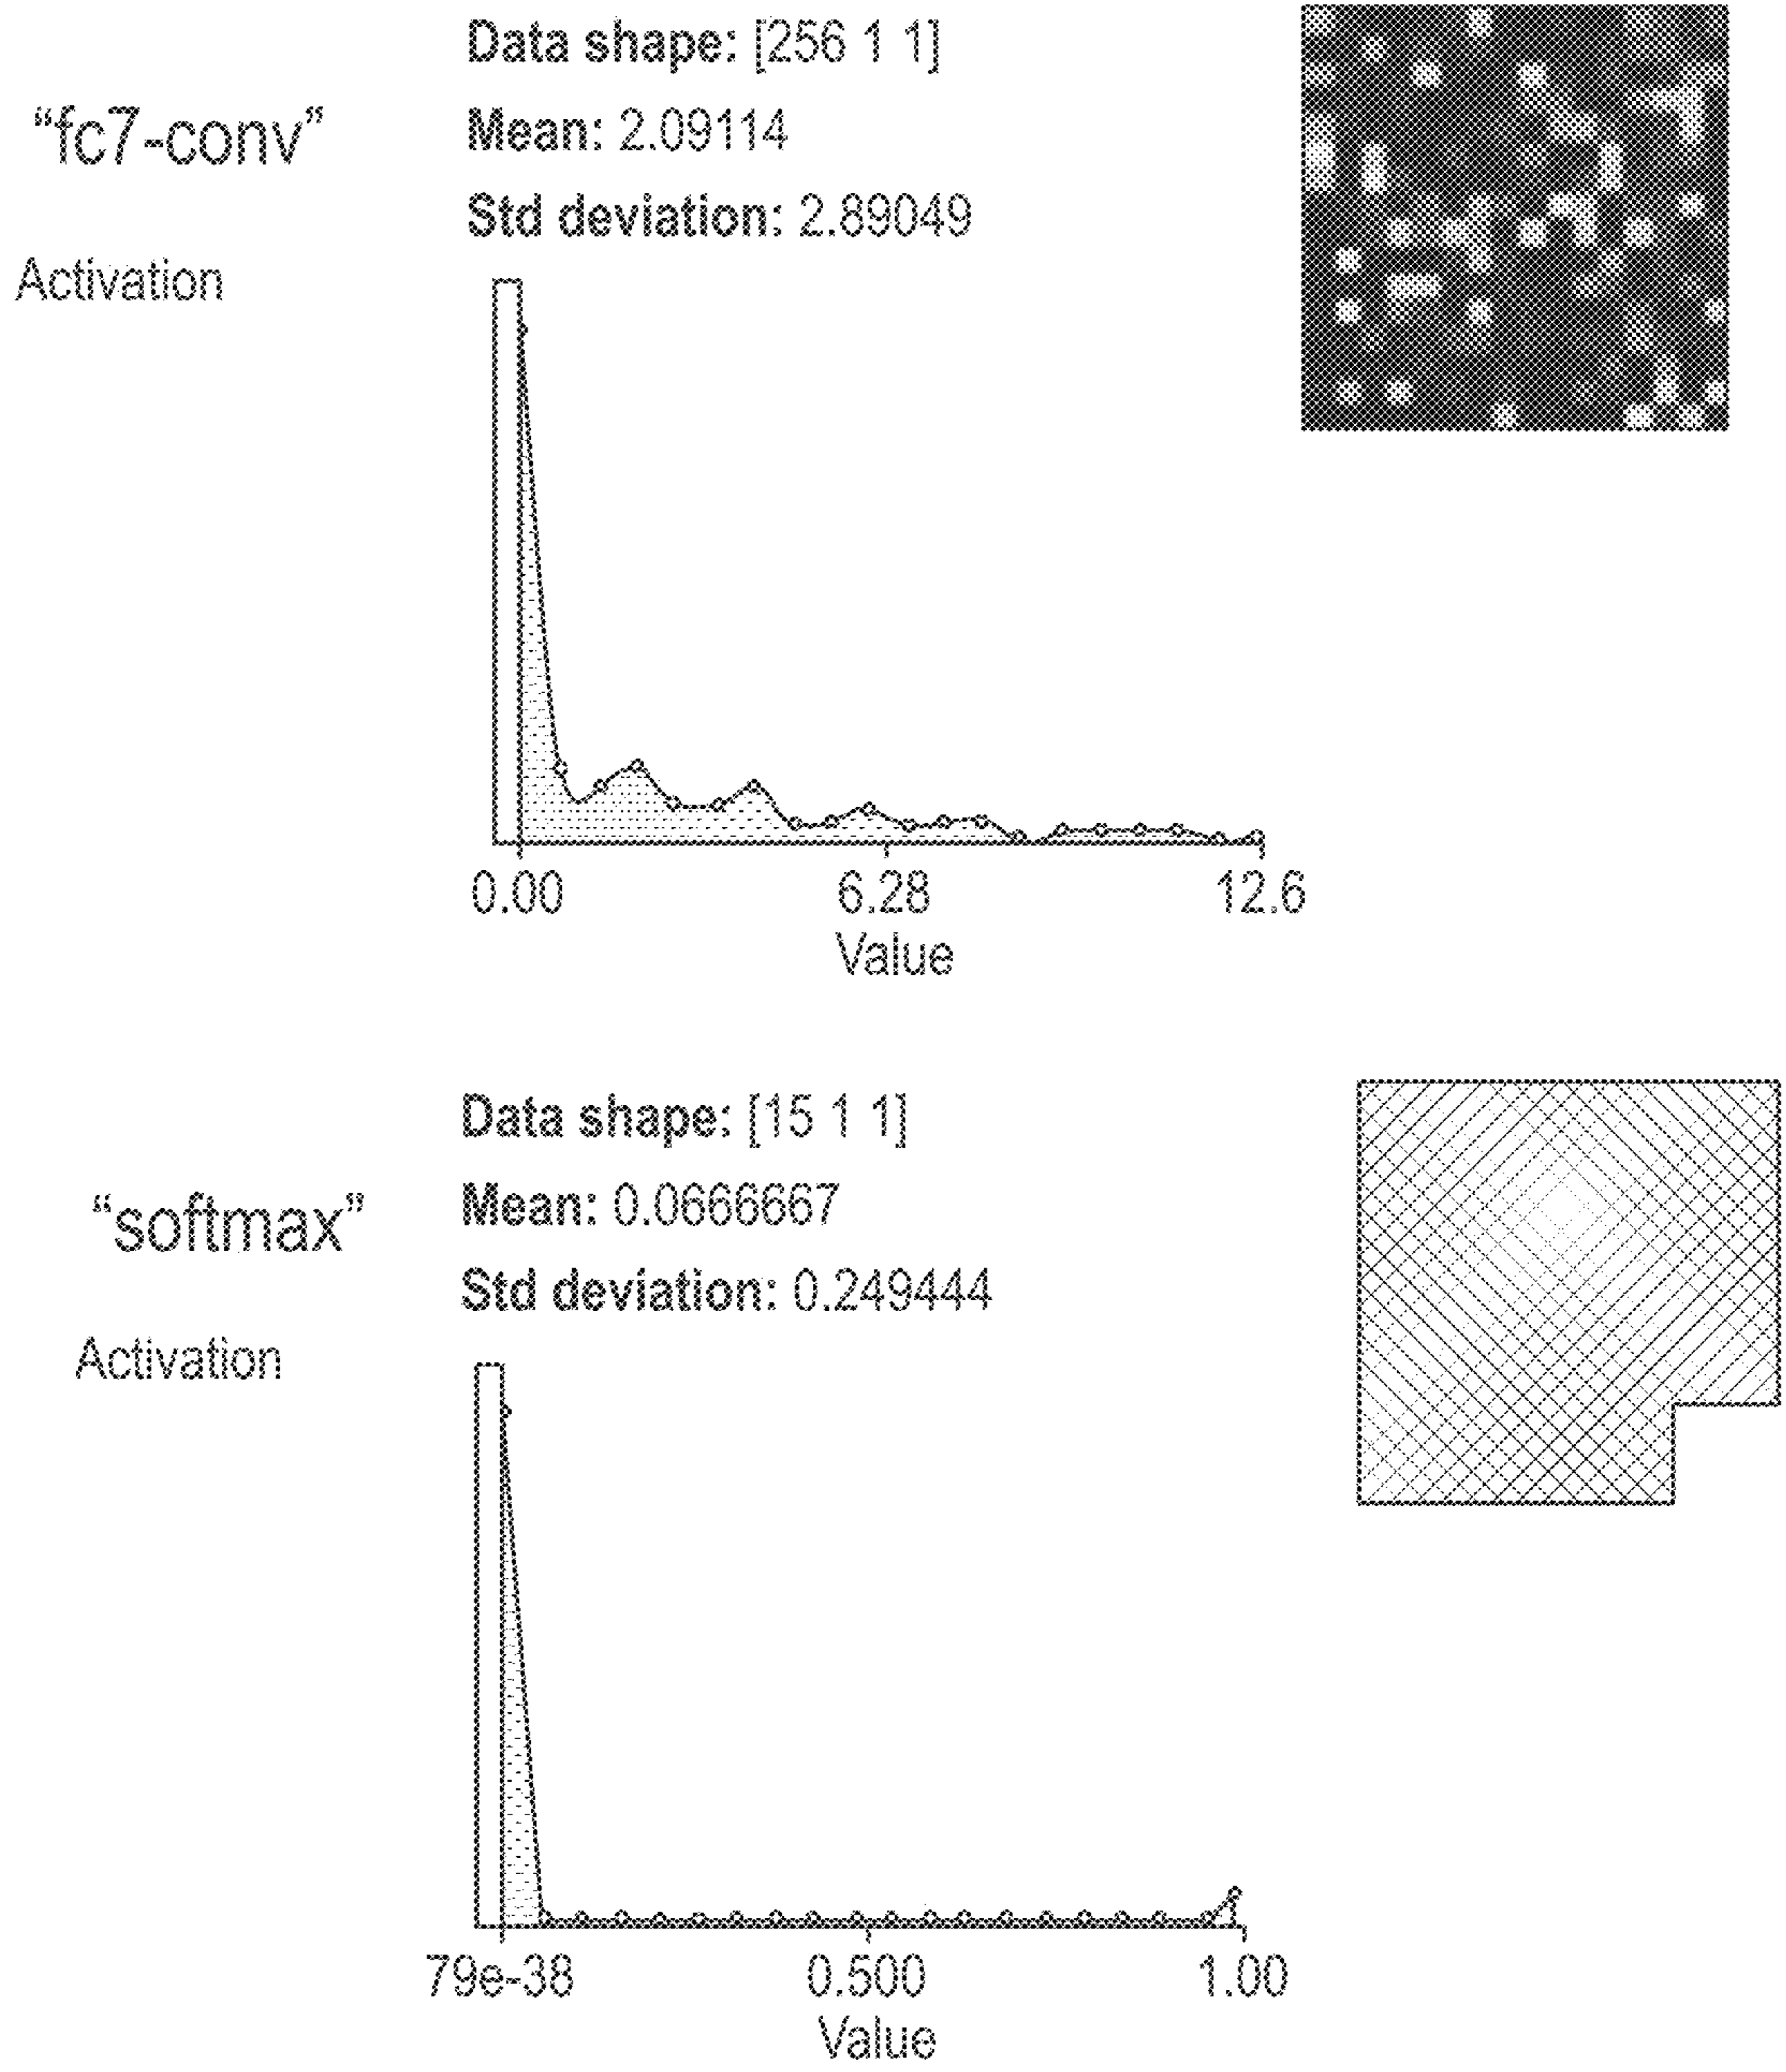 Data shape: [256 1 1]
“fc7-conv”
Mean: 2.09114
Std deviation: 2.89049
Activation
0.00 6.28 12.6
Value
Data shape: [15 1 1]
“softmax”
Mean: 0.0666667
Std deviation: 0.249444
Activation
79e-38 0.500 1.00
Value